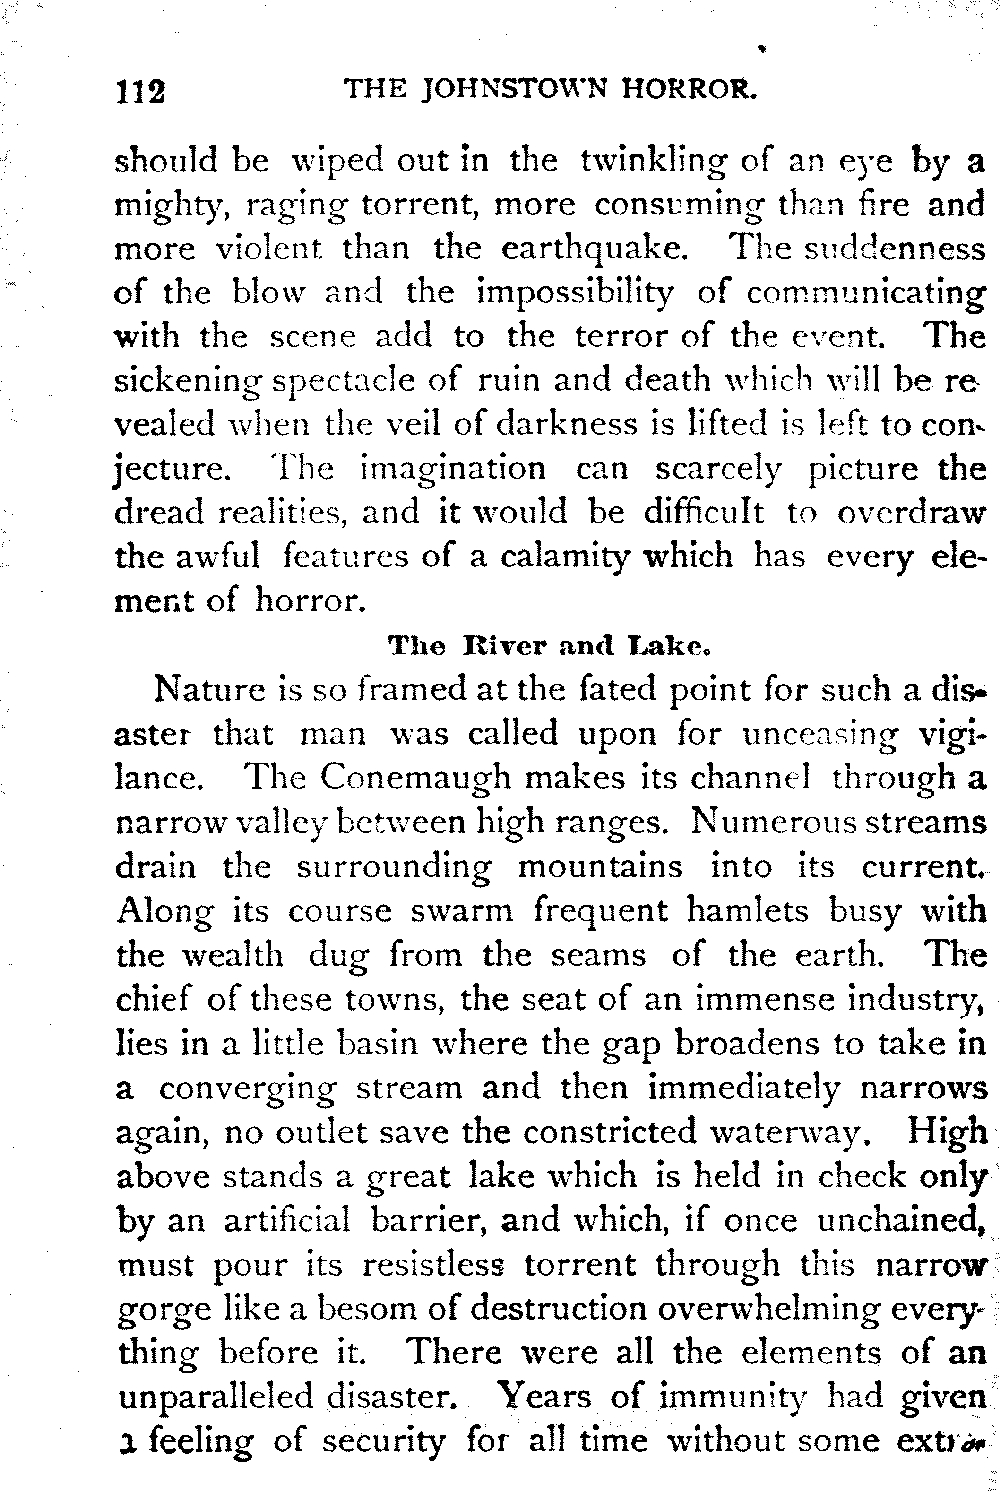 112 THE JOHNSTOWN HORROR.
should be wiped out in the twinkling of an eye by a
mighty, raging torrent, more consuming than fire and
more violent than the earthquake. The suddenness
of the blow and the impossibility of communicating
with the scene add to the terror of the event. The
sickening spectacle of ruin and death which will be re-
vealed when the veil of darkness is lifted is left to con-
jecture. The imagination can scarcely picture the
dread realities, and it would be difficult to overdraw
the awful features of a calamity which has every ele-
ment of horror.
The River and Lake.
Nature is so framed at the fated point for such a dis-
aster that man was called upon for unceasing vigi-
lance. The Conemaugh makes its channel through a
narrow valley between high ranges. Numerous streams
drain the surrounding mountains into its current.
Along its course swarm frequent hamlets busy with
the wealth dug from the seams of the earth. The
chief of these towns, the seat of an immense industry,
lies in a little basin where the gap broadens to take in
a converging stream and then immediately narrows
again, no outlet save the constricted waterway. High
above stands a great lake which is held in check only
by an artificial barrier, and which, if once unchained,
must pour its resistless torrent through this narrow
gorge like a besom of destruction overwhelming every-
thing before it. There were all the elements of an
unparalleled disaster. Years of immunity had given
a feeling of security for all time without some extra-